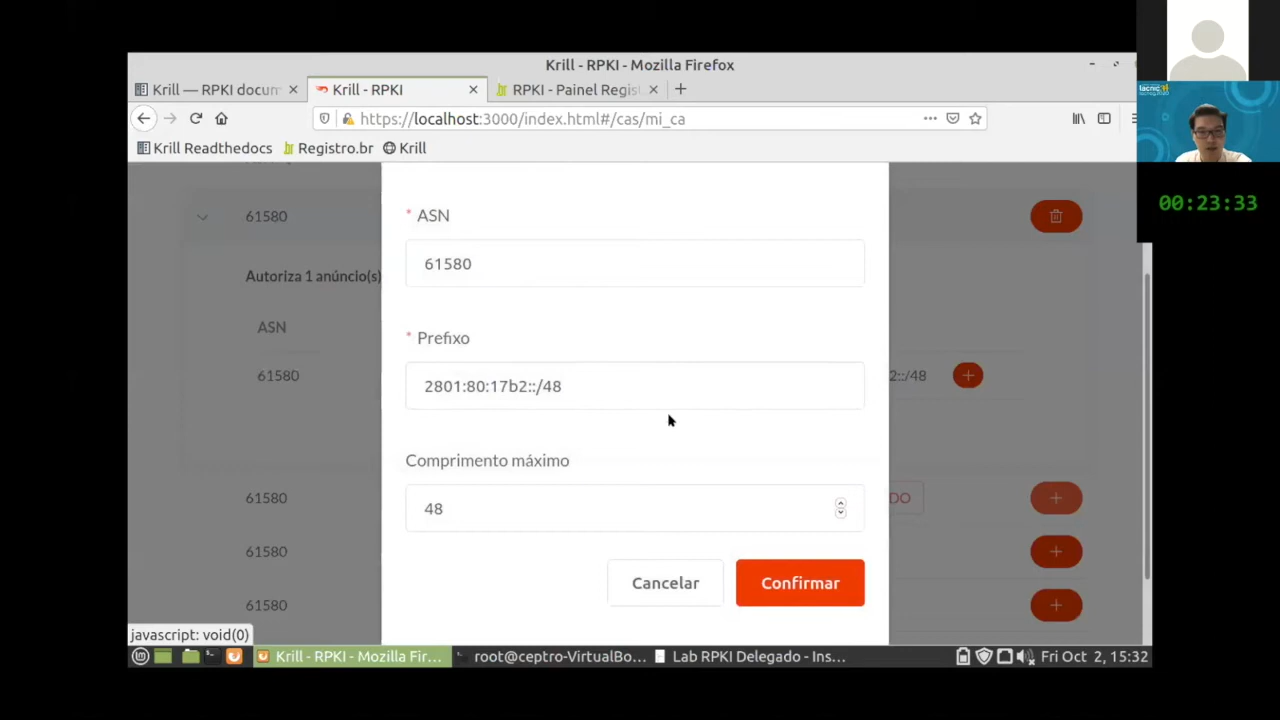 Krill - RPKI - Mozilla Firefox
Krill — RPKI docum
Krill - RPKI
RPKI - Painel Regist
https://localhost:3000/index.html#/cas/mi_ca
Krill Readthedocs
Registro.br
Krill
lacnic
00:23:33
61580
Autoriza 1 anúncio(s)
ASN
61580
2::/48
61580
DO
61580
61580
* ASN
61580
* Prefixo
2801:80:17b2::/48
Comprimento máximo
48
Cancelar
Confirmar
javascript: void(0)
Krill - RPKI - Mozilla Fire...
root@ceptro-VirtualBo...
Lab RPKI Delegado - Ins...
Fri Oct 2, 15:32